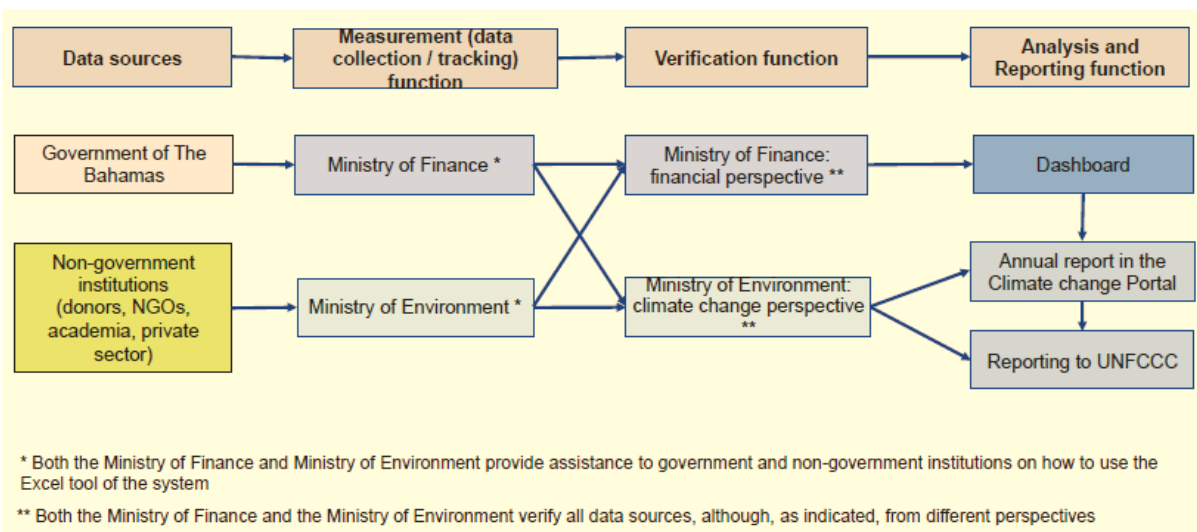 Data sources
Measurement (data
collection / tracking)
function
Verification function
Analysis and
Reporting function
Government of The
Bahamas
Ministry of Finance *
Ministry of Finance:
financial perspective **
Dashboard
Non-government
institutions
(donors, NGOs,
academia, private
sector)
Ministry of Environment *
Ministry of Environment:
climate change perspective
**
Annual report in the
Climate change Portal
Reporting to UNFCCC
* Both the Ministry of Finance and Ministry of Environment provide assistance to government and non-government institutions on how to use the
Excel tool of the system
** Both the Ministry of Finance and the Ministry of Environment verify all data sources, although, as indicated, from different perspectives